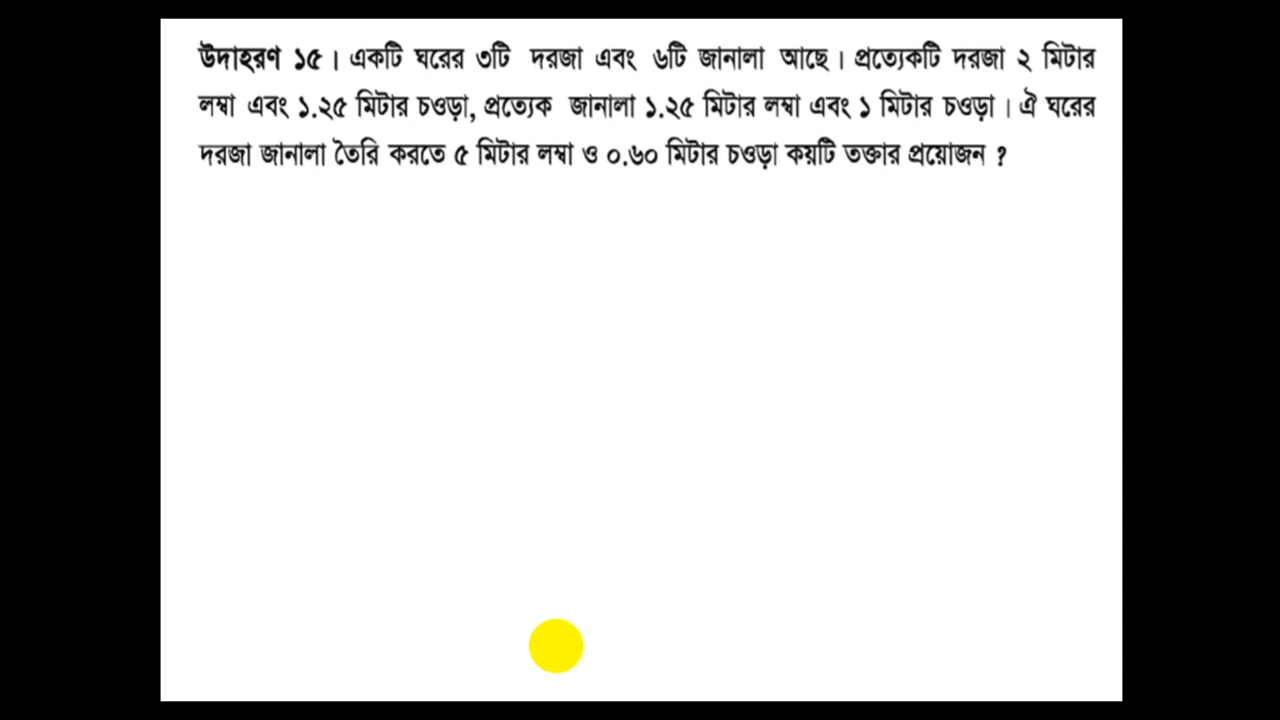 উদাহরণ ১৫। একটি ঘরের ৩টি দরজা এবং ৬টি জানালা আছে। প্রত্যেকটি দরজা ২ মিটার
লম্বা এবং ১.২৫ মিটার চওড়া, প্রত্যেক জানালা ১.২৫ মিটার লম্বা এবং ১ মিটার চওড়া। ঐ ঘরের
দরজা জানালা তৈরি করতে ৫ মিটার লম্বা ও ০.৬০ মিটার চওড়া কয়টি তক্তার প্রয়োজন ?